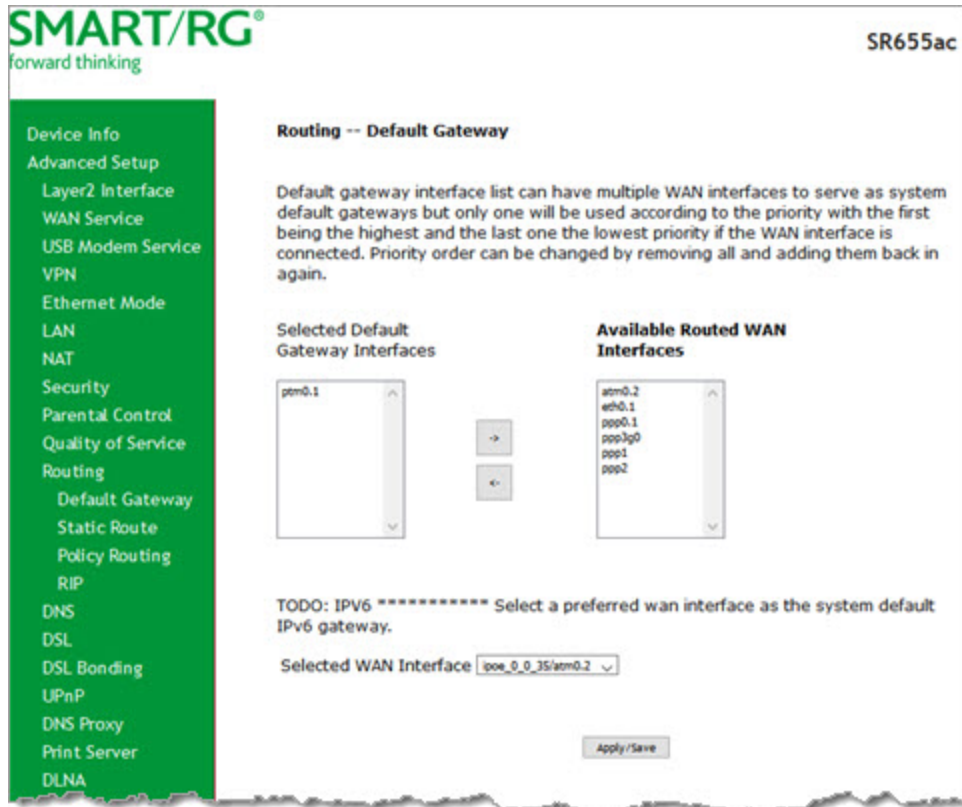 SMART/RG®
forward thinking
SR655ac
Device Info
Advanced Setup
Layer2 Interface
WAN Service
USB Modem Service
VPN
Ethernet Mode
LAN
NAT
Security
Parental Control
Quality of Service
Routing
Default Gateway
Static Route
Policy Routing
RIP
DNS
DSL
DSL Bonding
UPnP
DNS Proxy
Print Server
DLNA
Routing -- Default Gateway
Default gateway interface list can have multiple WAN interfaces to serve as system
default gateways but only one will be used according to the priority with the first
being the highest and the last one the lowest priority if the WAN interface is
connected. Priority order can be changed by removing all and adding them back in
again.
Selected Default
Gateway Interfaces
ptm0.1
->
<-
Available Routed WAN
Interfaces
atm0.2
eth0.1
ppp0.1
ppp3g0
ppp1
ppp2
TODO: IPV6 *********** Select a preferred wan interface as the system default
IPv6 gateway.
Selected WAN Interface ipoe_0_0_35/atm0.2
Apply/Save